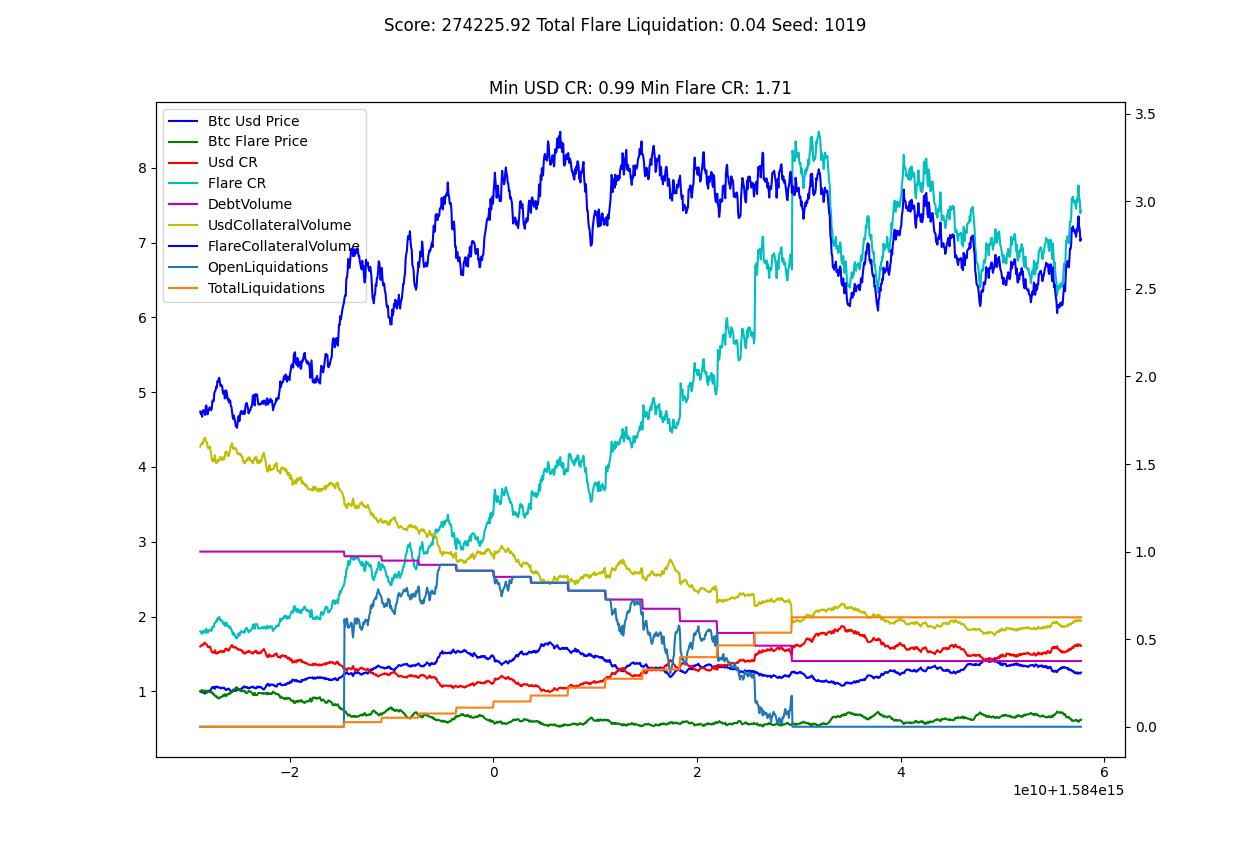 Score: 274225.92 Total Flare Liquidation: 0.04 Seed: 1019
Min USD CR: 0.99 Min Flare CR: 1.71
Btc Usd Price
Btc Flare Price
Usd CR
Flare CR
DebtVolume
UsdCollateralVolume
FlareCollateralVolume
OpenLiquidations
TotalLiquidations
8
7
6
5
4
3
2
1
3.5
3.0
2.5
2.0
1.5
1.0
0.5
0.0
−2 0 2 4 6
1e10+1.584e15